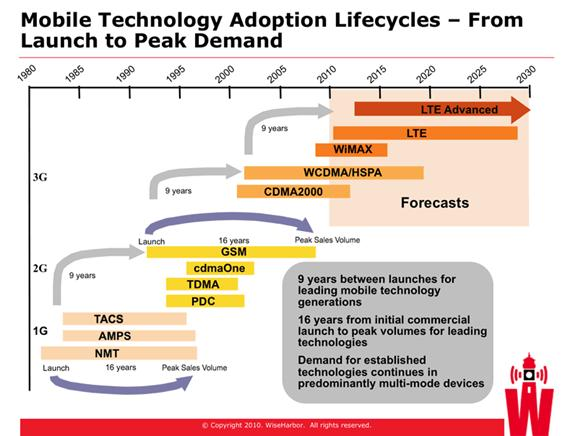 Mobile Technology Adoption Lifecycles – From
Launch to Peak Demand
1980 1985 1990 1995 2000 2005 2010 2015 2020 2025 2030
LTE Advanced
9 years
LTE
WiMAX
3G
WCDMA/HSPA
9 years
CDMA2000
Forecasts
Launch 16 years Peak Sales Volume
GSM
2G
9 years
cdmaOne
TDMA
PDC
9 years between launches for
leading mobile technology
generations
16 years from initial commercial
launch to peak volumes for leading
technologies
Demand for established
technologies continues in
predominantly multi-mode devices
TACS
1G
AMPS
NMT
Launch 16 years Peak Sales Volume
W
© Copyright 2010. WiseHarbor. All rights reserved.